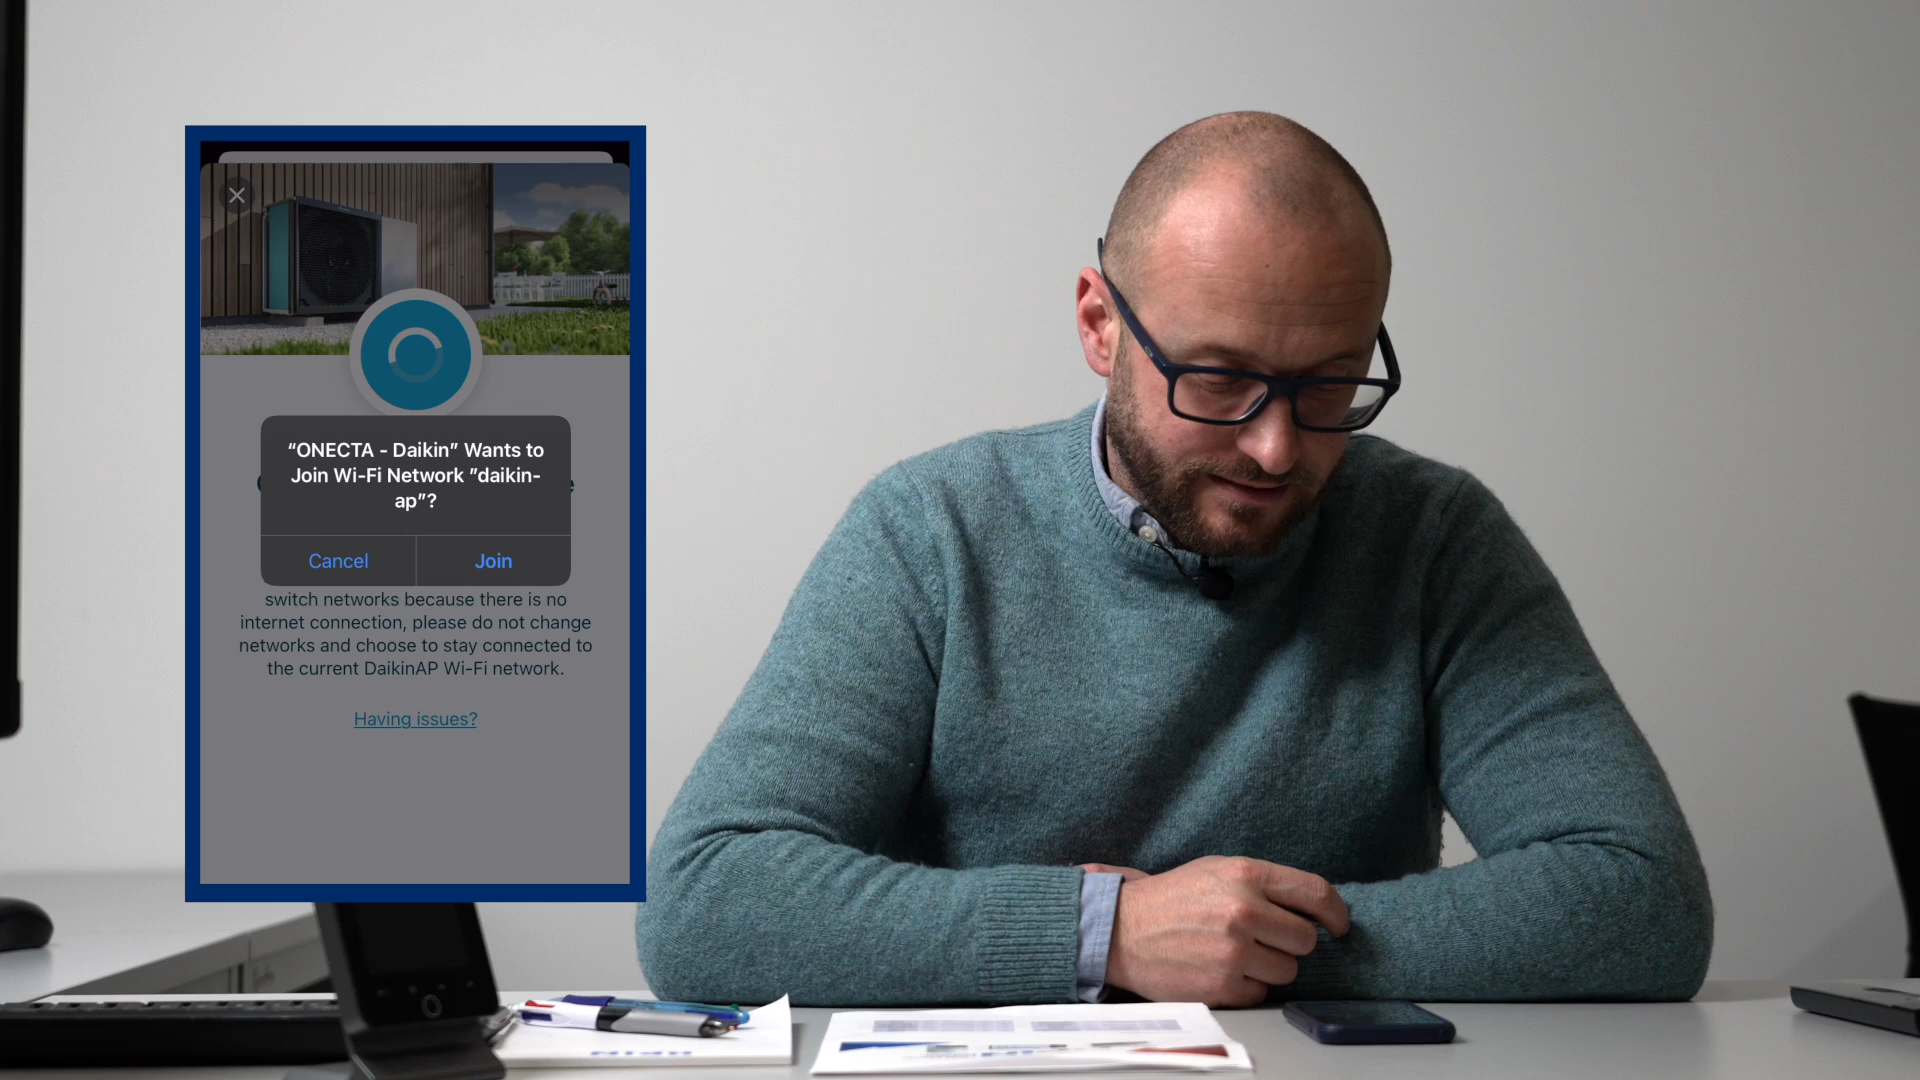 “ONECTA - Daikin” Wants to
Join Wi-Fi Network ”daikin-
ap”?
Cancel
Join
switch networks because there is no
internet connection, please do not change
networks and choose to stay connected to
the current DaikinAP Wi-Fi network.
Having issues?